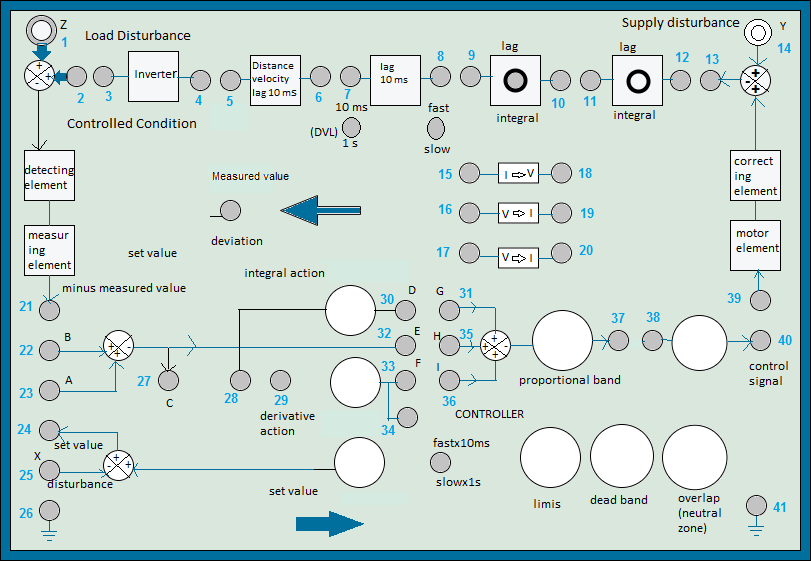 Z
1
Load Disturbance
Supply disturbance
Y
14
2
3
Inverter
4
5
Distance
velocity
lag 10 mS
6
7
lag
10 ms
8
9
lag
integral
10
11
lag
integral
12
13
Controlled Condition
10 ms
(DVL)
1 s
fast
slow
detecting
element
Measured value
15
I ⇨ V
18
correct
ing
element
16
V ⇨ I
19
deviation
measur
ing
element
set value
17
V ⇨ I
20
motor
element
integral action
21
minus measured value
30
D
G
31
39
22
B
32
E
H
35
37
38
40
27
C
28
29
33
F
I
36
proportional band
control
signal
23
A
derivative
action
34
CONTROLLER
24
set value
fastx10ms
X
25
disturbance
slowx1s
set value
limis
dead band
overlap
(neutral
zone)
26
41